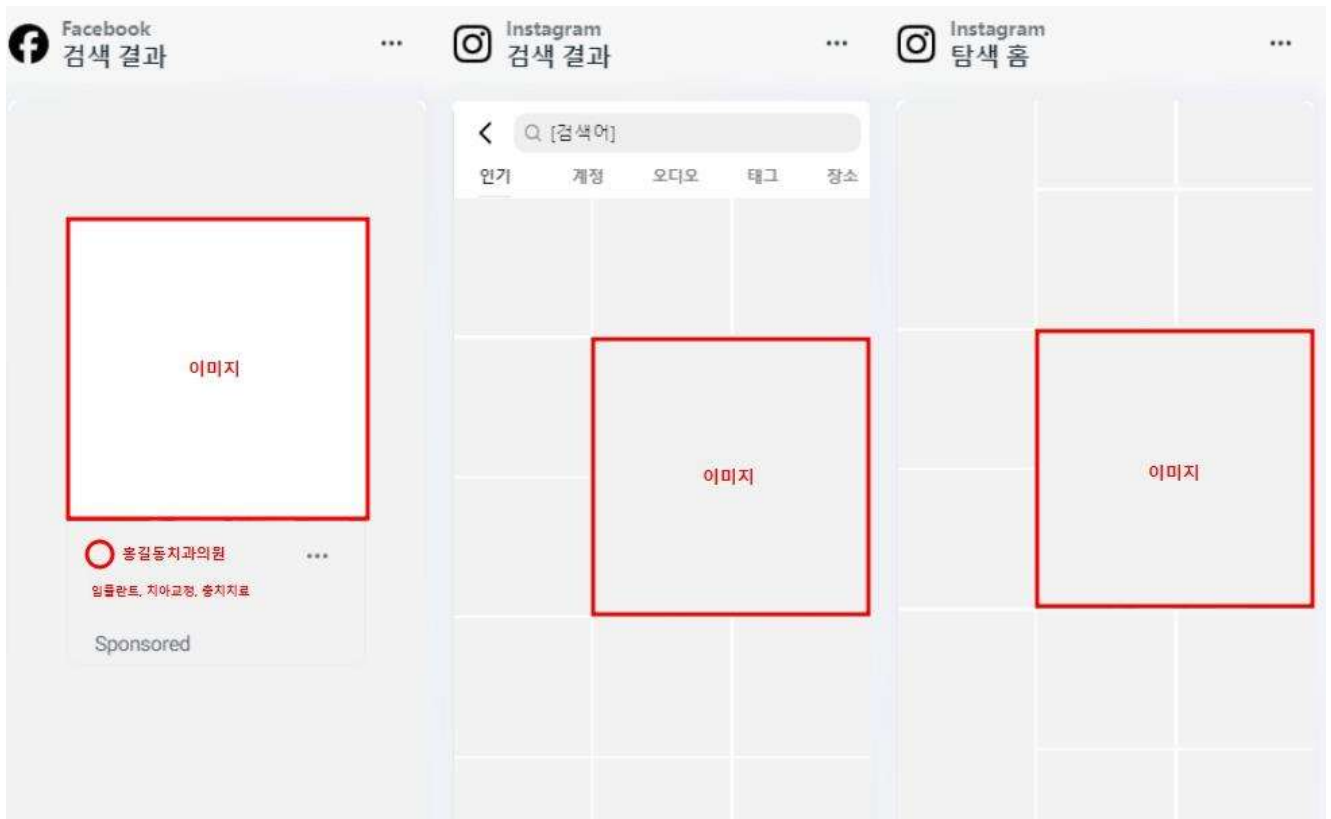 Facebook
검색 결과
이미지
홍길동치과의원
임플란트, 치아교정, 충치치료
Sponsored
Instagram
검색 결과
[검색어]
인기 계정 오디오 태그 장소
이미지
Instagram
탐색 홈
이미지